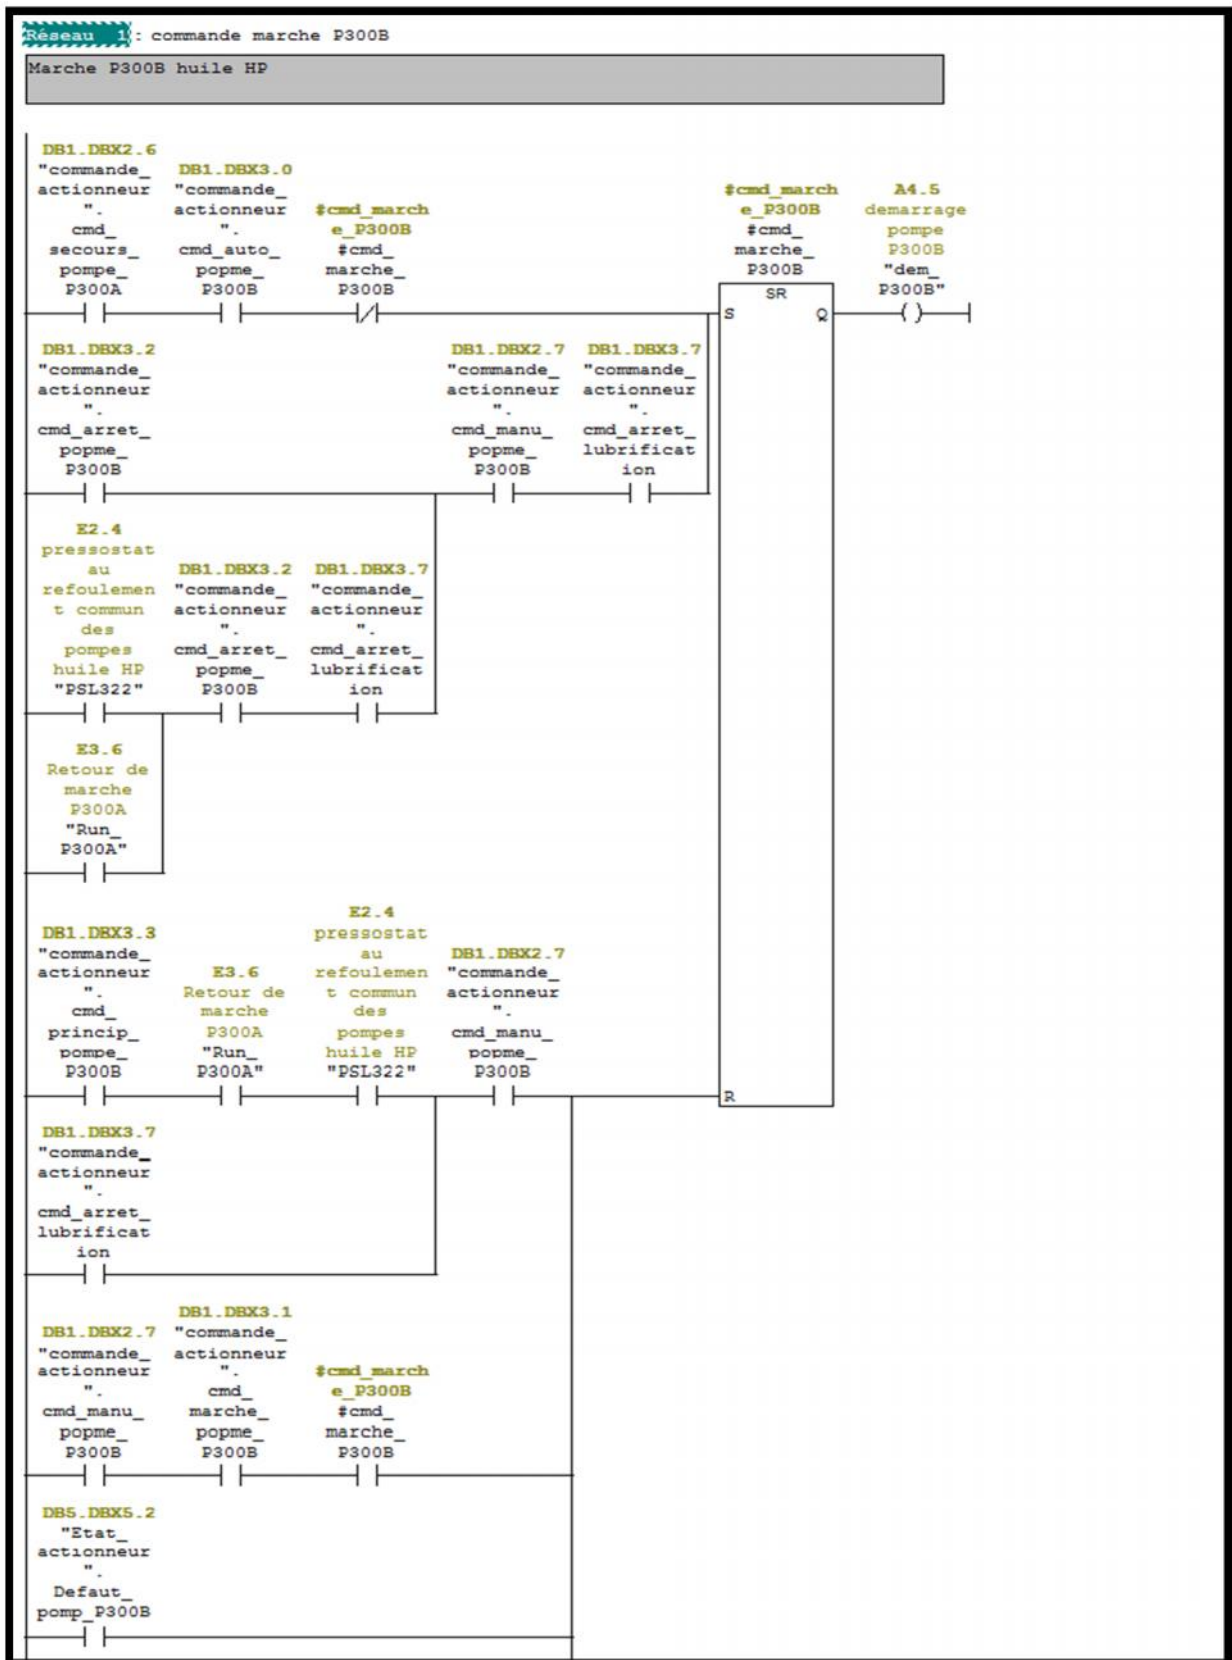 Réseau 1 : commande marche P300B
Marche P300B huile HP
DB1.DBX2.6
"commande_
actionneur
".
cmd_
secours_
pompe_
P300A
DB1.DBX3.0
"commande_
actionneur
".
cmd_auto_
popme_
P300B
#cmd_march
e_P300B
#cmd_
marche_
P300B
#cmd_march
e_P300B
#cmd_
marche_
P300B
SR
S
Q
R
A4.5
demarrage
pompe
P300B
"dem_
P300B"
DB1.DBX3.2
"commande_
actionneur
".
cmd_arret_
popme_
P300B
DB1.DBX2.7
"commande_
actionneur
".
cmd_manu_
popme_
P300B
DB1.DBX3.7
"commande_
actionneur
".
cmd_arret_
lubrificat
ion
E2.4
pressostat
au
refoulemen
t commun
des
pompes
huile HP
"PSL322"
DB1.DBX3.2
"commande_
actionneur
".
cmd_arret_
popme_
P300B
DB1.DBX3.7
"commande_
actionneur
".
cmd_arret_
lubrificat
ion
E3.6
Retour de
marche
P300A
"Run_
P300A"
DB1.DBX3.3
"commande_
actionneur
".
cmd_
princip_
pompe_
P300B
E3.6
Retour de
marche
P300A
"Run_
P300A"
E2.4
pressostat
au
refoulemen
t commun
des
pompes
huile HP
"PSL322"
DB1.DBX2.7
"commande_
actionneur
".
cmd_manu_
popme_
P300B
DB1.DBX3.7
"commande_
actionneur
".
cmd_arret_
lubrificat
ion
DB1.DBX2.7
"commande_
actionneur
".
cmd_manu_
popme_
P300B
DB1.DBX3.1
"commande_
actionneur
".
cmd_
marche_
popme_
P300B
#cmd_march
e_P300B
#cmd_
marche_
P300B
DB5.DBX5.2
"Etat_
actionneur
".
Defaut_
pomp_P300B